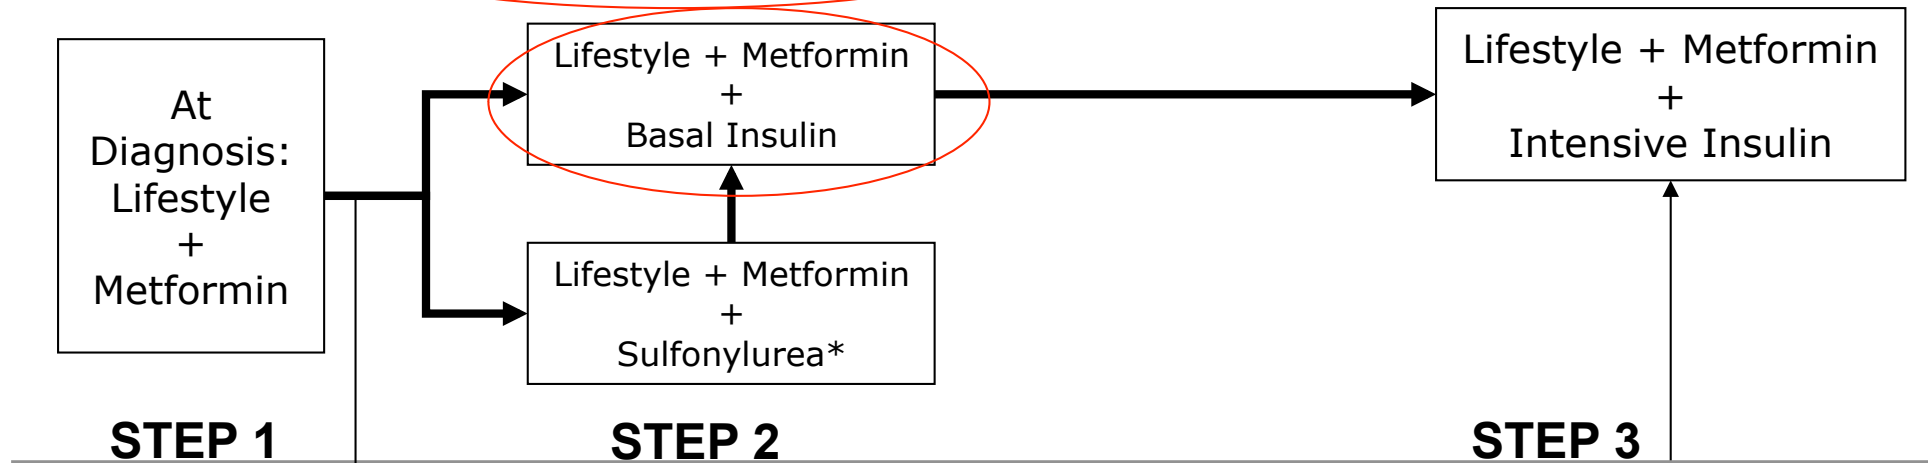 At
Diagnosis:
Lifestyle
+
Metformin
Lifestyle + Metformin
+
Basal Insulin
Lifestyle + Metformin
+
Sulfonylurea*
Lifestyle + Metformin
+
Intensive Insulin
STEP 1
STEP 2
STEP 3